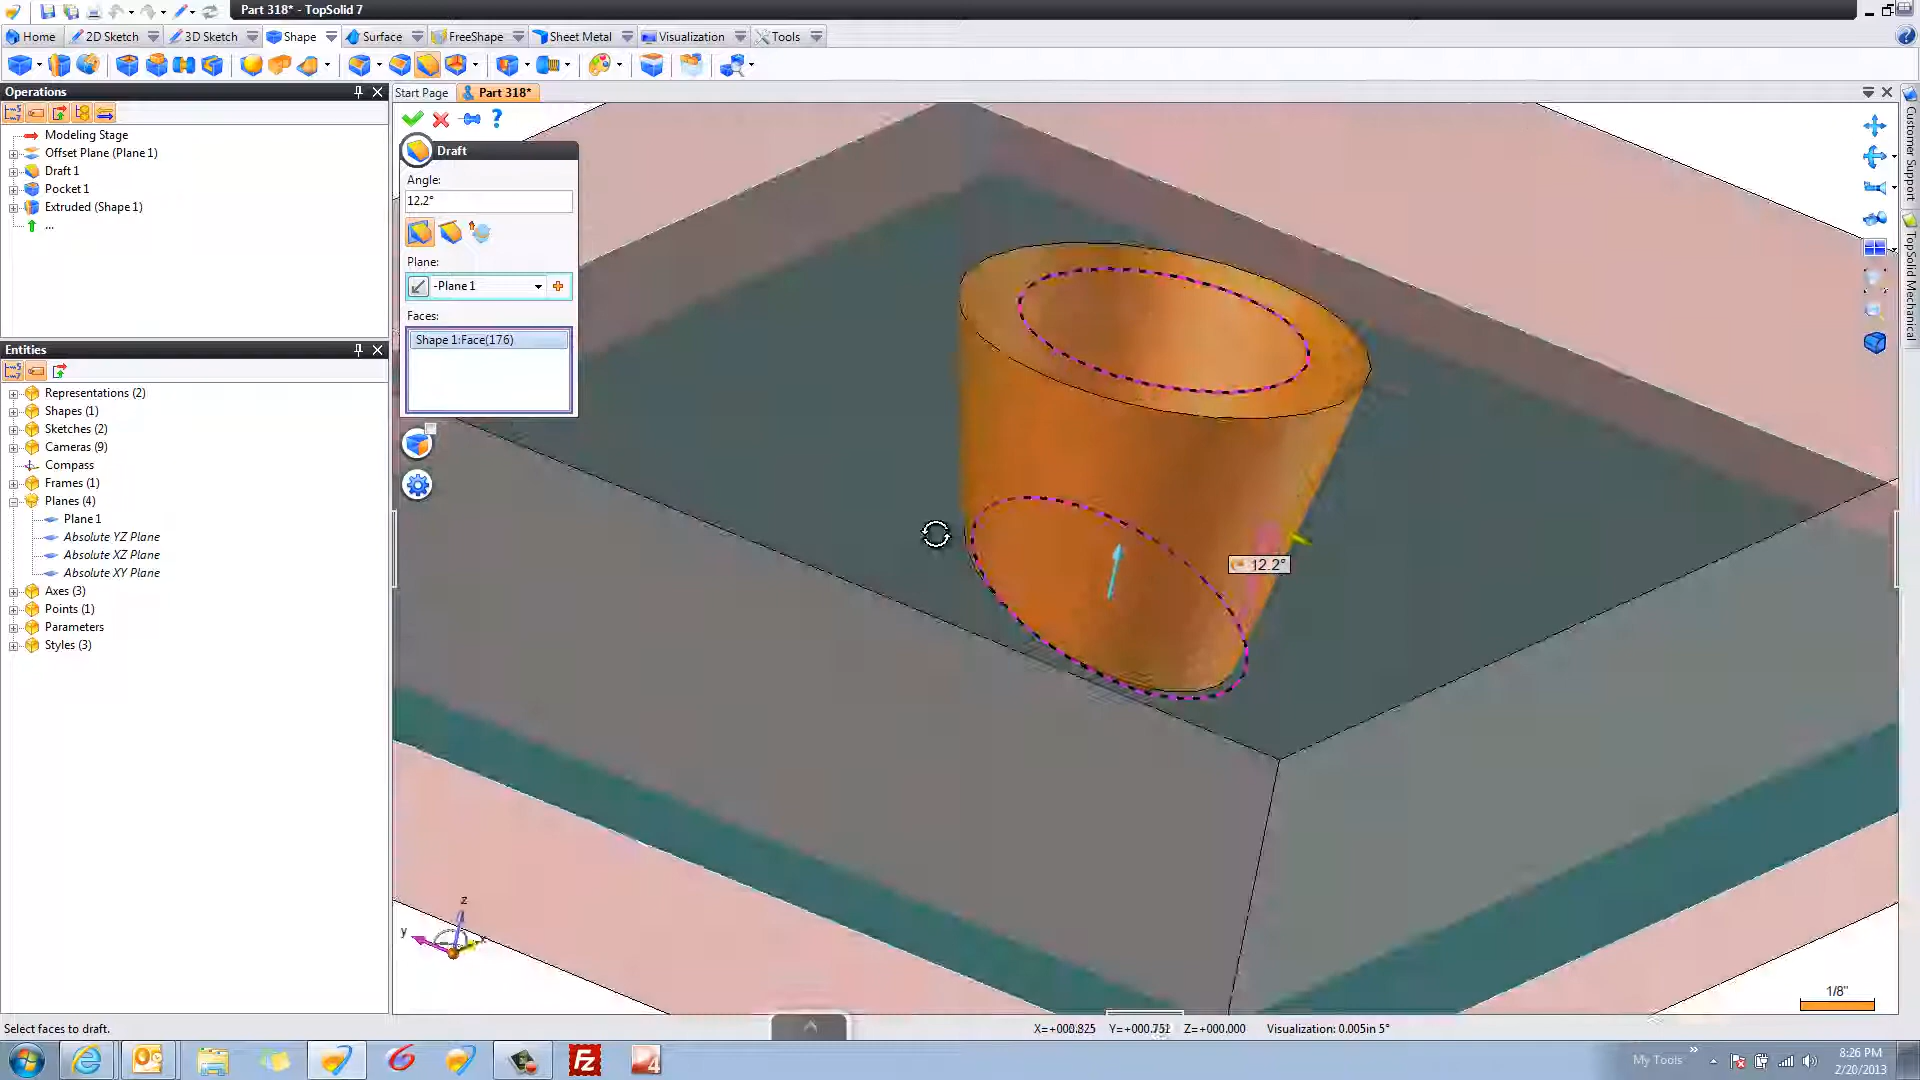 Part 318* - TopSolid 7
Home
2D Sketch
3D Sketch
Shape
Surface
FreeShape
Sheet Metal
Visualization
Tools
Operations
Modeling Stage
Offset Plane (Plane 1)
Draft 1
Pocket 1
Extruded (Shape 1)
...
Entities
Representations (2)
Shapes (1)
Sketches (2)
Cameras (9)
Compass
Frames (1)
Planes (4)
Plane 1
Absolute YZ Plane
Absolute XZ Plane
Absolute XY Plane
Axes (3)
Points (1)
Parameters
Styles (3)
Start Page
Part 318*
Draft
Angle:
12.2°
Plane:
-Plane 1
Faces:
Shape 1:Face(176)
12.2°
z
y
x
Customer Support
TopSolid Mechanical
1/8"
Select faces to draft.
X=+000.825 Y=+000.751 Z=+000.000 Visualization: 0.005in 5°
My Tools
8:26 PM
2/20/2013